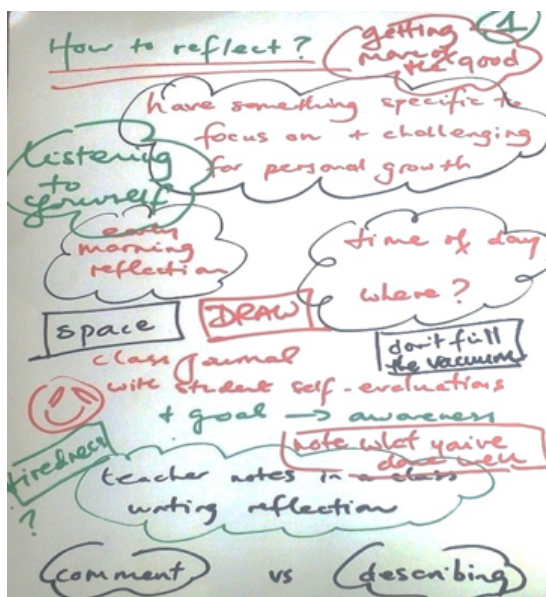 1
How to reflect?
getting
more of
the good
have something specific to
focus on + challenging
for personal growth
listening
to
yourself
early
morning
reflection
time of day
where?
space
DRAW
don't fill
the vacuum
class journal
with student self-evaluations
+ goal → awareness
note what you've
done well
tiredness
?
teacher notes in a class
writing reflection
comment vs describing